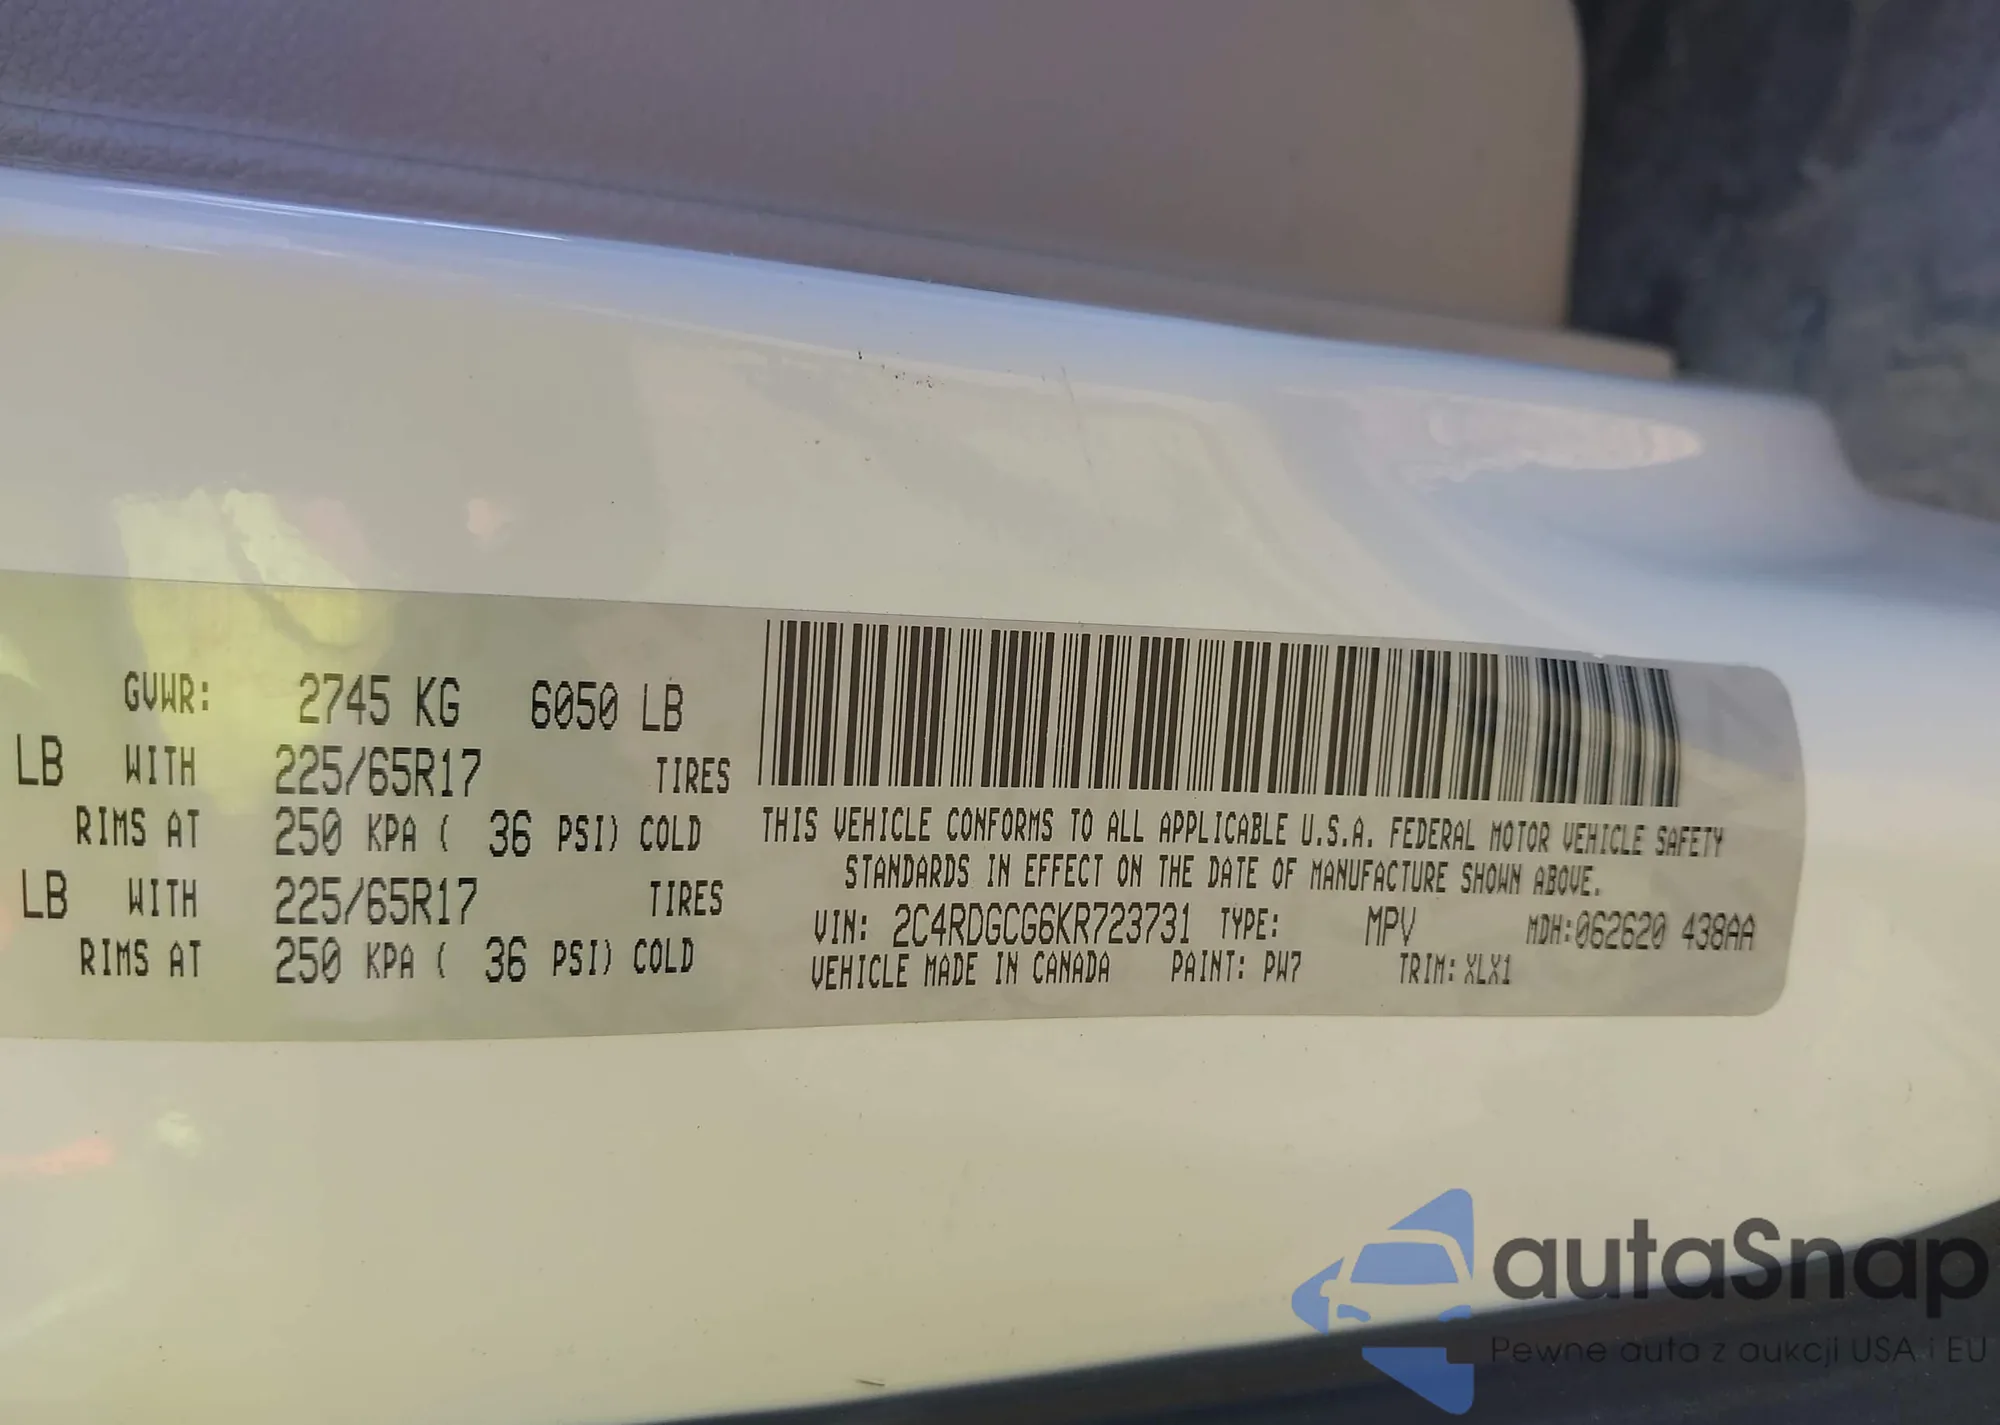 GVWR: 2745 KG 6050 LB
LB WITH 225/65R17 TIRES
RIMS AT 250 KPA ( 36 PSI) COLD
LB WITH 225/65R17 TIRES
RIMS AT 250 KPA ( 36 PSI) COLD
THIS VEHICLE CONFORMS TO ALL APPLICABLE U.S.A. FEDERAL MOTOR VEHICLE SAFETY
STANDARDS IN EFFECT ON THE DATE OF MANUFACTURE SHOWN ABOVE.
VIN: 2C4RDGCG6KR723731 TYPE: MPV MDH:062620 438AA
VEHICLE MADE IN CANADA PAINT: PW7 TRIM: XLX1
autaSnap
Pewne auta z aukcji USA i EU